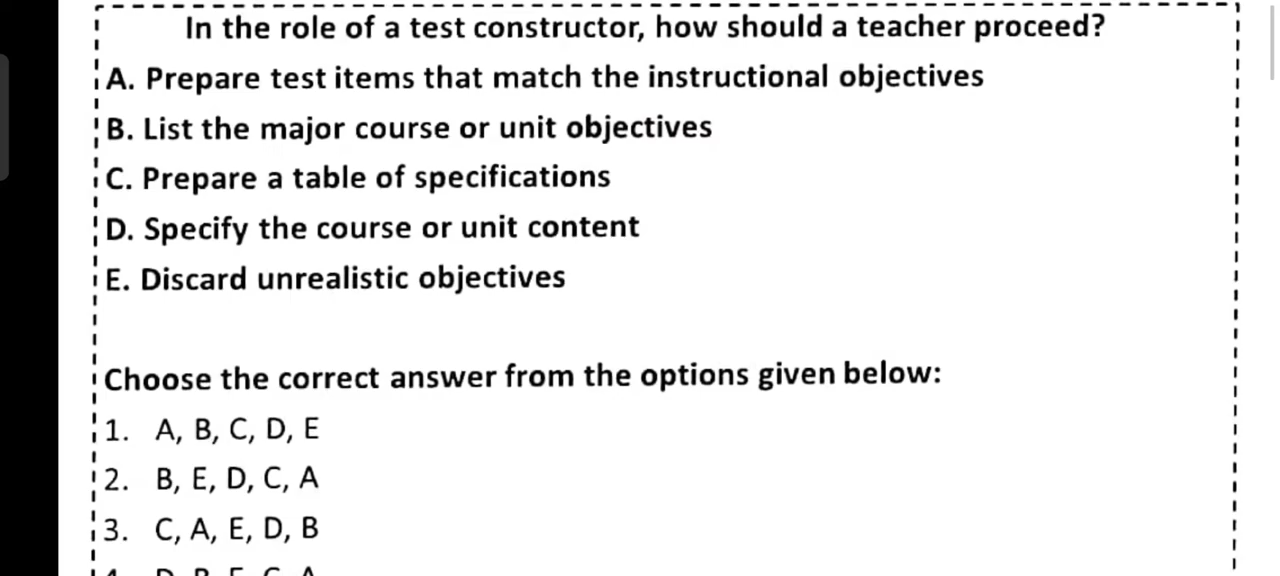 In the role of a test constructor, how should a teacher proceed?
A. Prepare test items that match the instructional objectives
B. List the major course or unit objectives
C. Prepare a table of specifications
D. Specify the course or unit content
E. Discard unrealistic objectives
Choose the correct answer from the options given below:
1. A, B, C, D, E
2. B, E, D, C, A
3. C, A, E, D, B